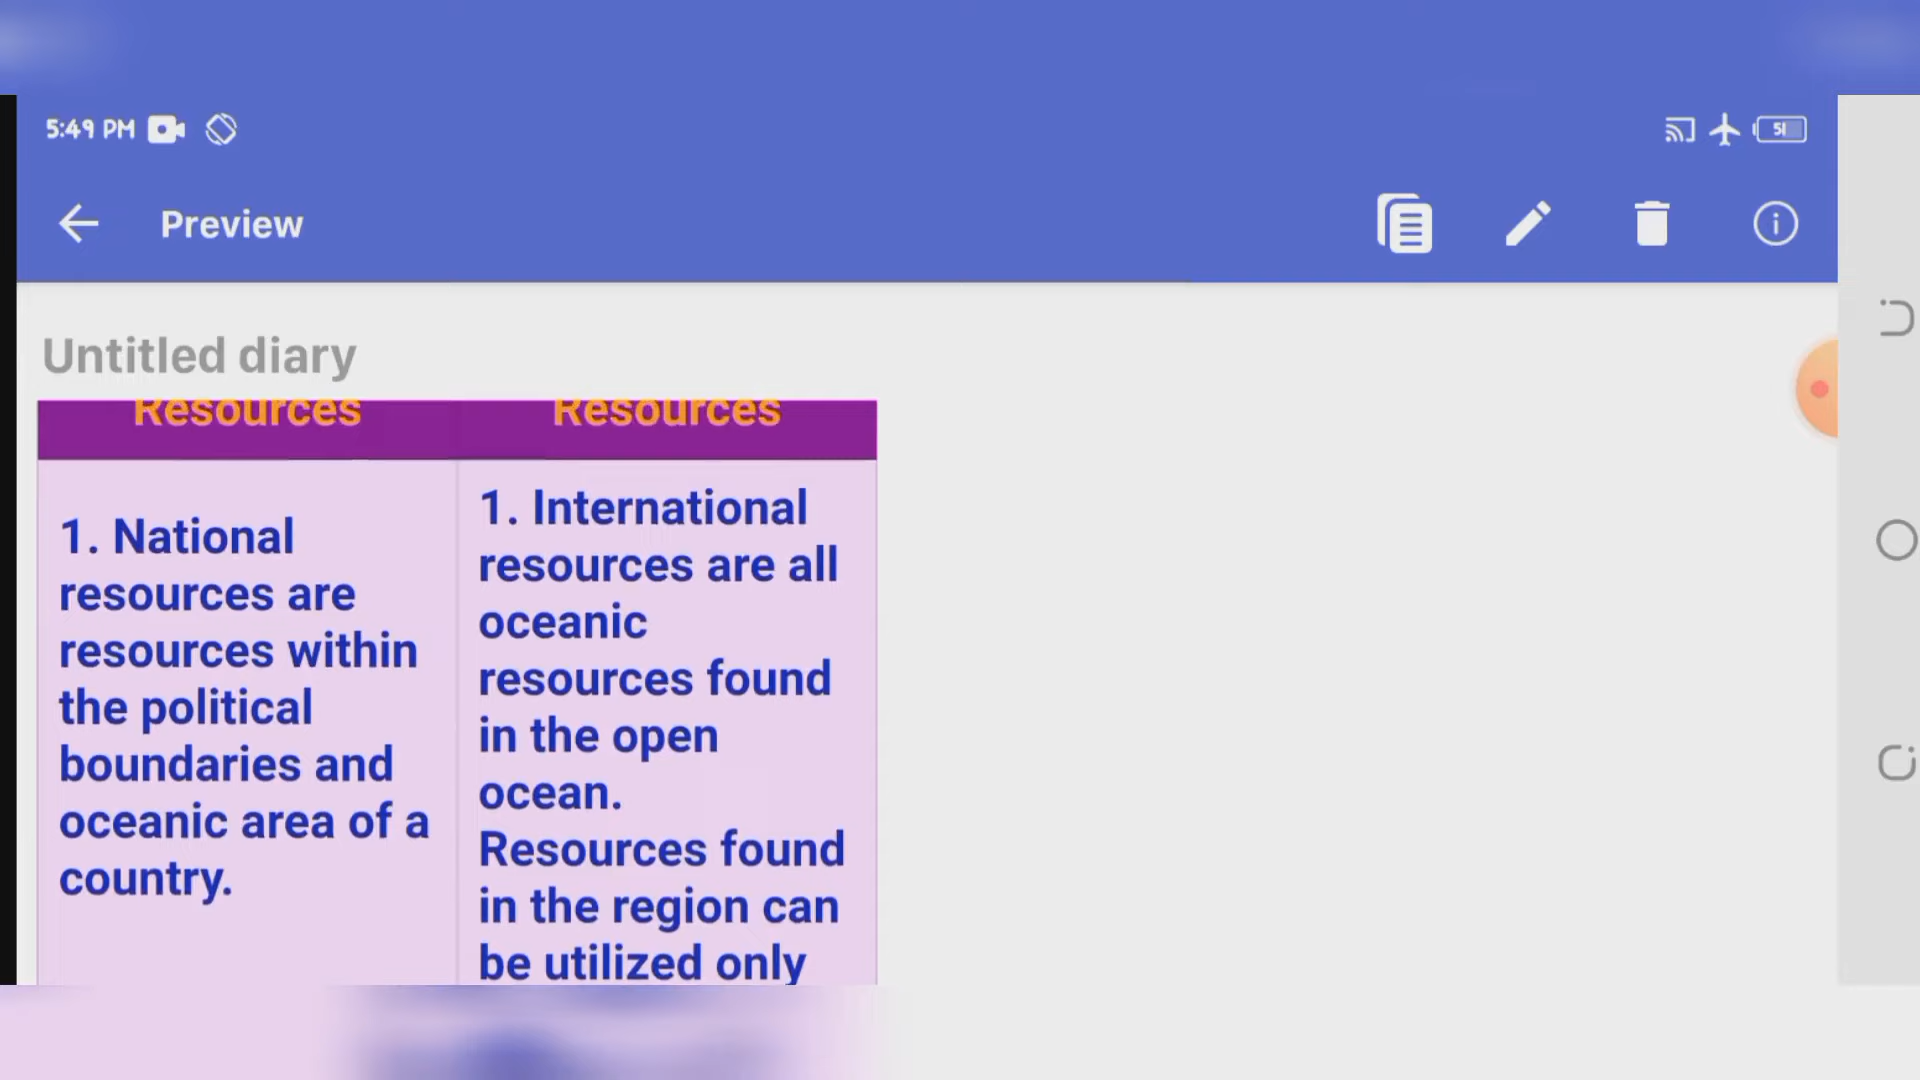 5:49 PM
51
Preview
Untitled diary
Resources
Resources
1. National
resources are
resources within
the political
boundaries and
oceanic area of a
country.
1. International
resources are all
oceanic
resources found
in the open
ocean.
Resources found
in the region can
be utilized only